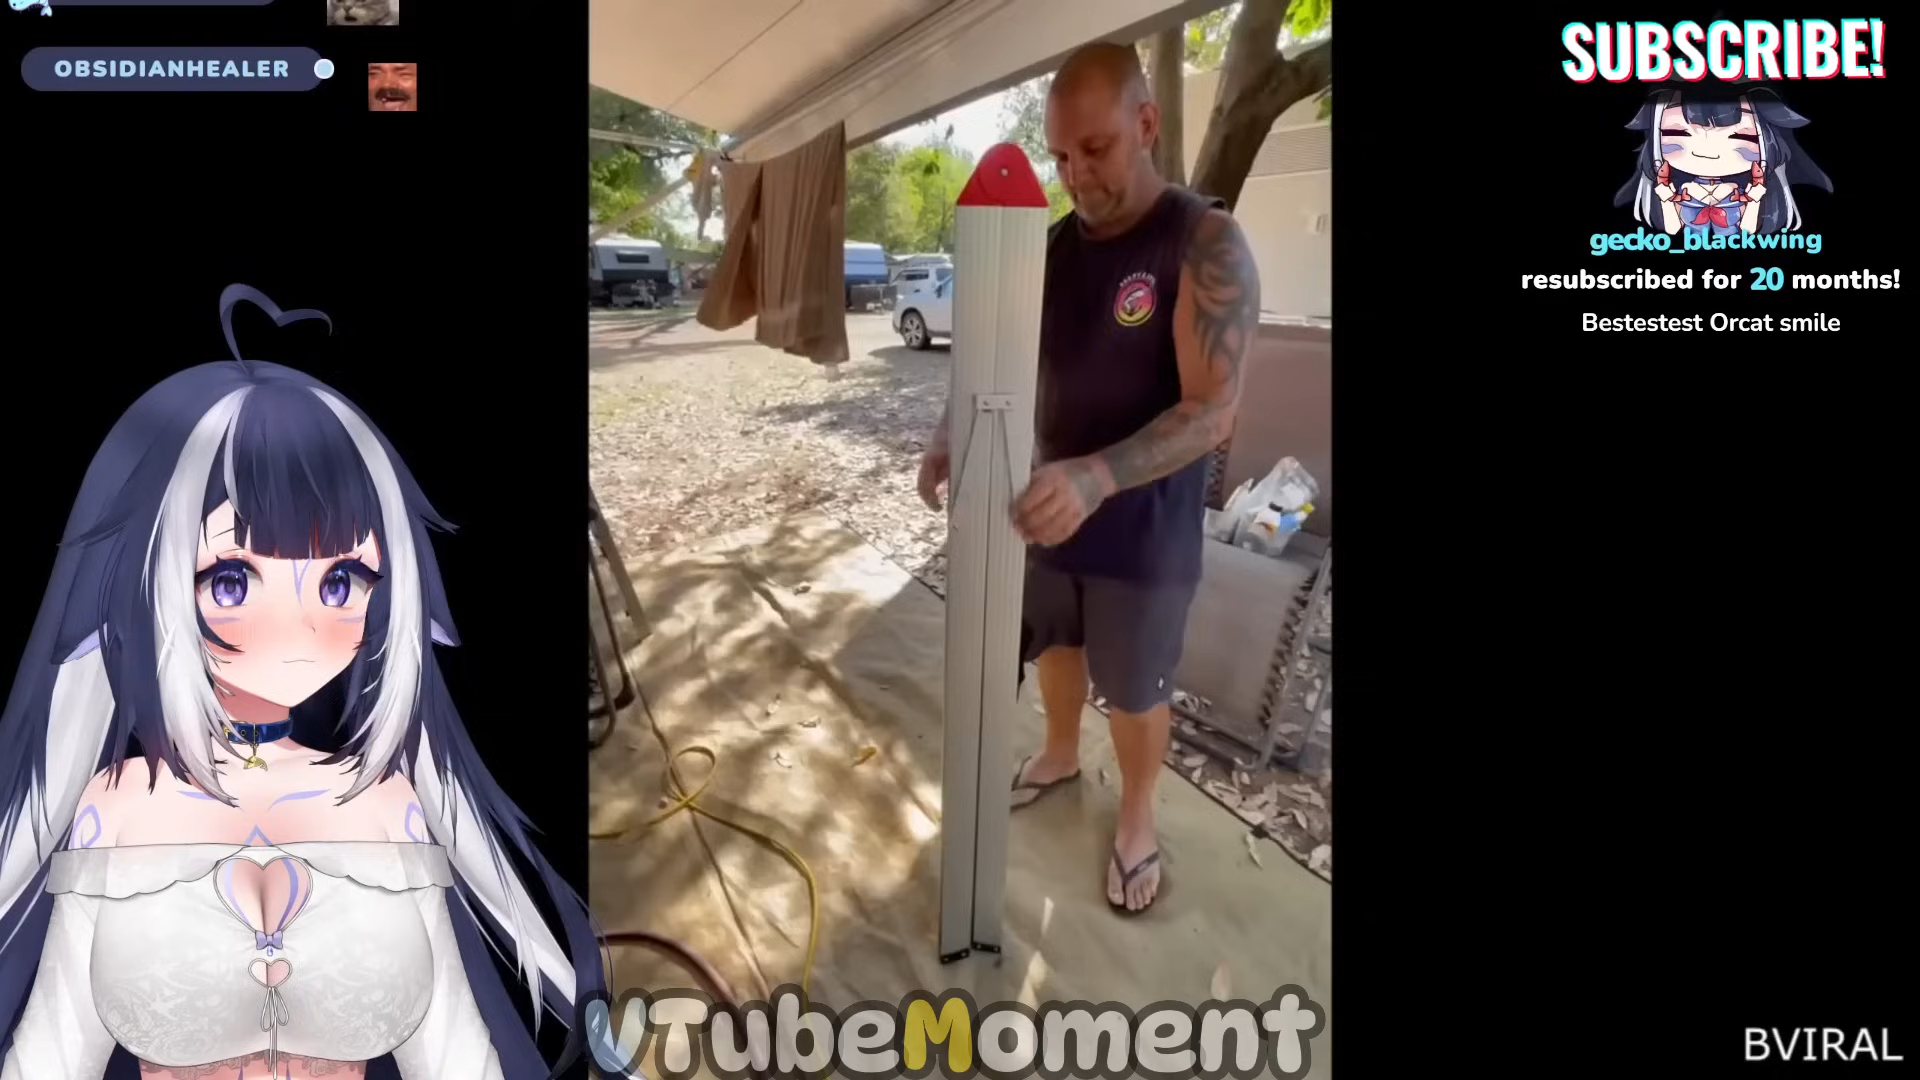 OBSIDIANHEALER
SUBSCRIBE!
gecko_blackwing
resubscribed for 20 months!
Bestestest Orcat smile
VTubeMoment
BVIRAL